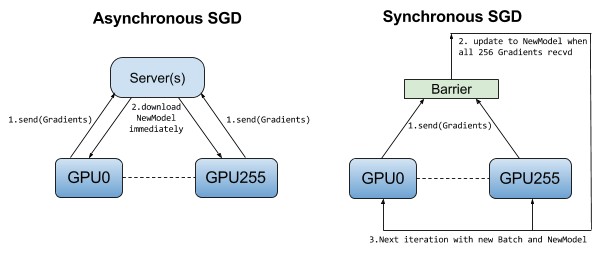 Asynchronous SGD
Server(s)
1.send(Gradients)
2.download
NewModel
immediately
1.send(Gradients)
GPU0
GPU255
Synchronous SGD
2. update to NewModel when
all 256 Gradients recvd
Barrier
1.send(Gradients)
GPU0
GPU255
3.Next iteration with new Batch and NewModel